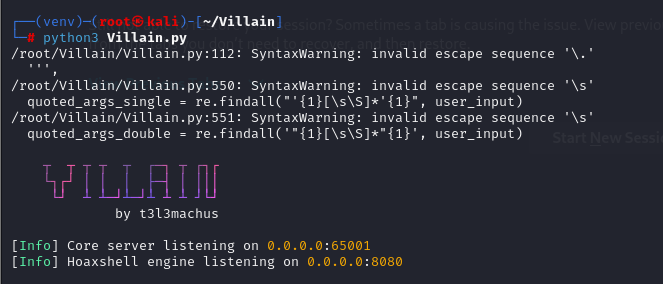 Session? Sometimes a tab is causing the issue. View previo
┌──(venv)─(root㉿kali)-[~/Villain]
└─# python3 Villain.py
/root/Villain/Villain.py:112: SyntaxWarning: invalid escape sequence '\.'
''',
/root/Villain/Villain.py:550: SyntaxWarning: invalid escape sequence '\s'
quoted_args_single = re.findall("'{1}[\s\S]*'{1}", user_input)
/root/Villain/Villain.py:551: SyntaxWarning: invalid escape sequence '\s'
quoted_args_double = re.findall('"{1}[\s\S]*"{1}', user_input)
Start New Sessio
VILLAIN
by t3l3machus
[Info] Core server listening on 0.0.0.0:65001
[Info] Hoaxshell engine listening on 0.0.0.0:8080